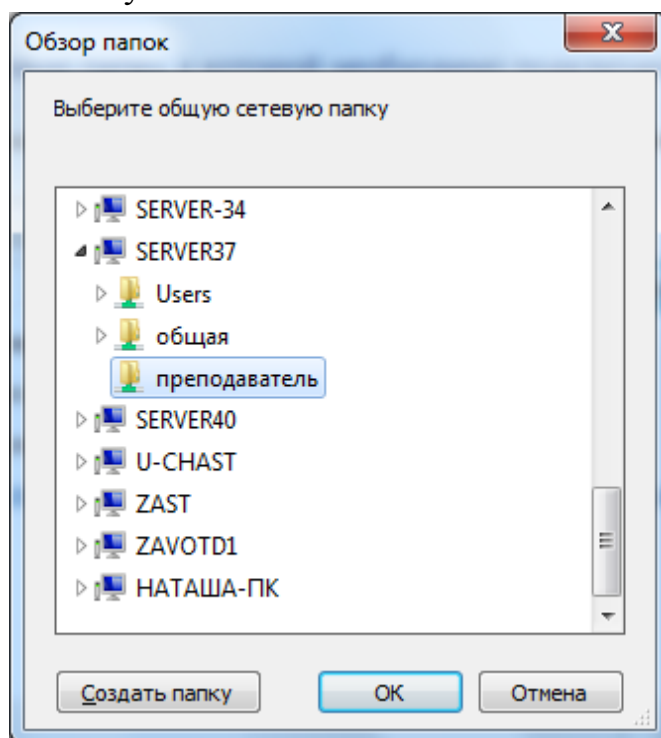 Обзор папок
Выберите общую сетевую папку
SERVER-34
SERVER37
Users
общая
преподаватель
SERVER40
U-CHAST
ZAST
ZAVOTD1
НАТАША-ПК
Создать папку
ОК
Отмена